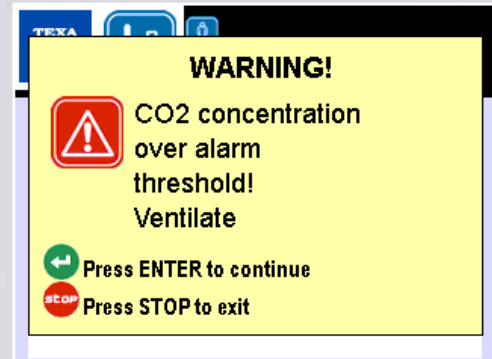 TEXA
WARNING!
CO2 concentration
over alarm
threshold!
Ventilate
Press ENTER to continue
stop
Press STOP to exit